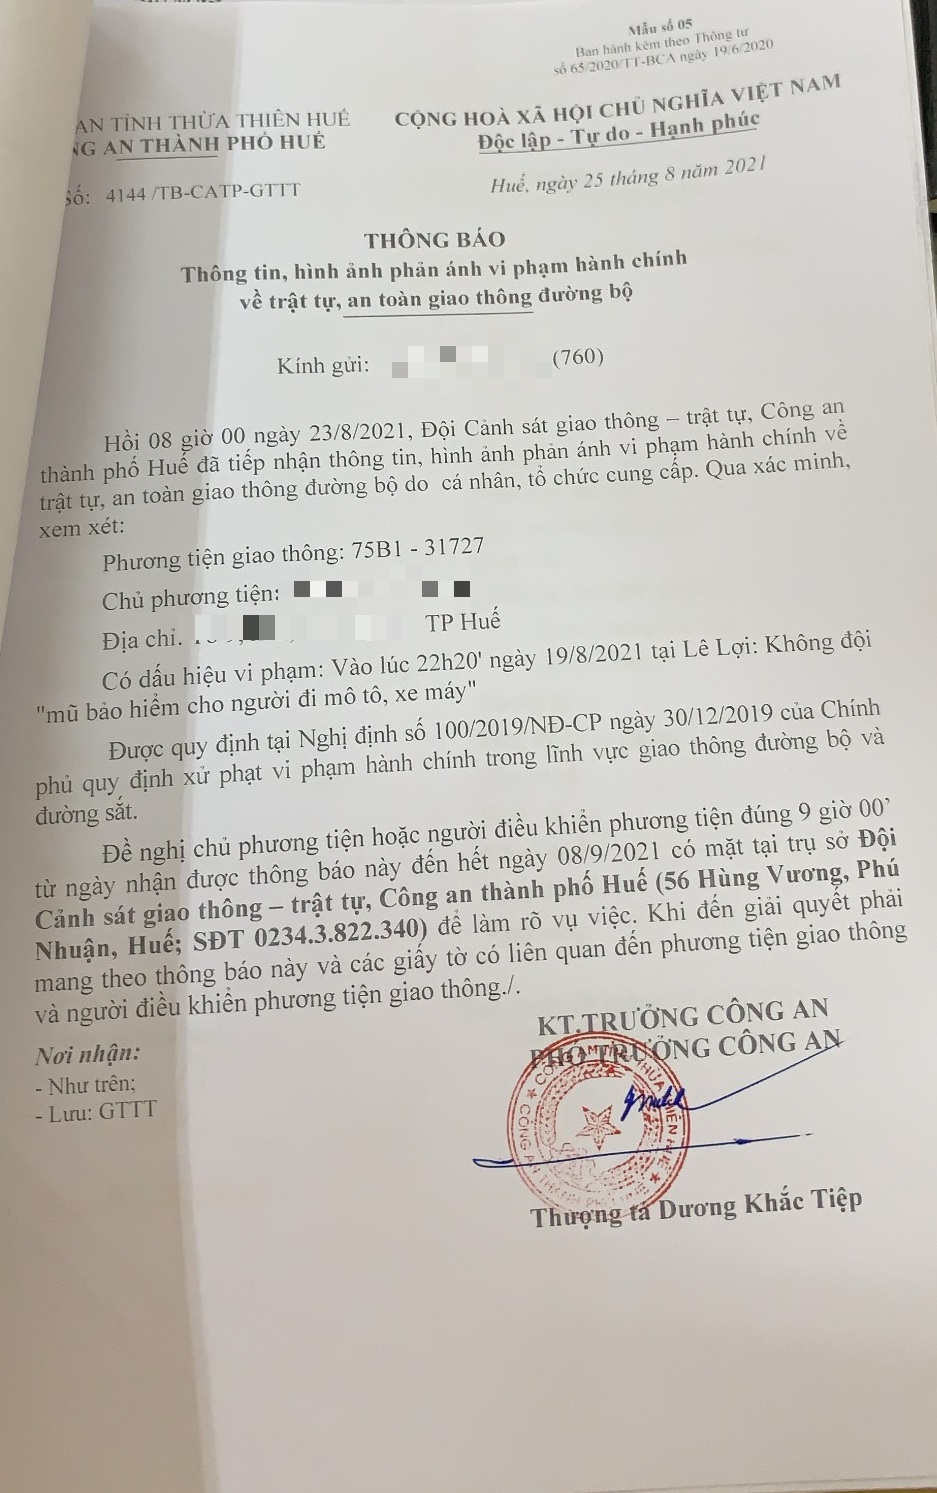 Mẫu số 05
Ban hành kèm theo Thông tư
số 65/2020/TT-BCA ngày 19/6/2020
AN TỈNH THỪA THIÊN HUẾ
NG AN THÀNH PHỐ HUẾ
CỘNG HOÀ XÃ HỘI CHỦ NGHĨA VIỆT NAM
Độc lập - Tự do - Hạnh phúc
Số: 4144 /TB-CATP-GTTT
Huế, ngày 25 tháng 8 năm 2021
THÔNG BÁO
Thông tin, hình ảnh phản ánh vi phạm hành chính
về trật tự, an toàn giao thông đường bộ
Kính gửi: (760)
Hồi 08 giờ 00 ngày 23/8/2021, Đội Cảnh sát giao thông – trật tự, Công an
thành phố Huế đã tiếp nhận thông tin, hình ảnh phản ánh vi phạm hành chính về
trật tự, an toàn giao thông đường bộ do cá nhân, tổ chức cung cấp. Qua xác minh,
xem xét:
Phương tiện giao thông: 75B1 - 31727
Chủ phương tiện:
Địa chỉ. TP Huế
Có dấu hiệu vi phạm: Vào lúc 22h20' ngày 19/8/2021 tại Lê Lợi: Không đội
"mũ bảo hiểm cho người đi mô tô, xe máy"
Được quy định tại Nghị định số 100/2019/NĐ-CP ngày 30/12/2019 của Chính
phủ quy định xử phạt vi phạm hành chính trong lĩnh vực giao thông đường bộ và
đường sắt.
Đề nghị chủ phương tiện hoặc người điều khiển phương tiện đúng 9 giờ 00’
từ ngày nhận được thông báo này đến hết ngày 08/9/2021 có mặt tại trụ sở Đội
Cảnh sát giao thông – trật tự, Công an thành phố Huế (56 Hùng Vương, Phú
Nhuận, Huế; SĐT 0234.3.822.340) để làm rõ vụ việc. Khi đến giải quyết phải
mang theo thông báo này và các giấy tờ có liên quan đến phương tiện giao thông
và người điều khiển phương tiện giao thông./.
KT.TRƯỞNG CÔNG AN
PHÓ TRƯỞNG CÔNG AN
Nơi nhận:
- Như trên;
- Lưu: GTTT
Thượng tá Dương Khắc Tiệp